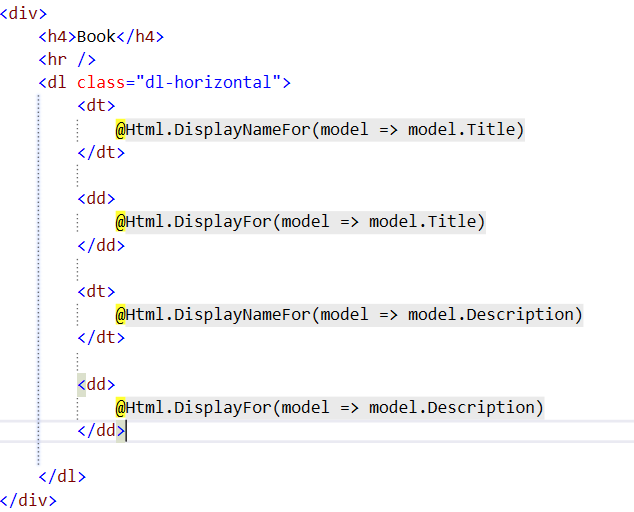 <div>
    <h4>Book</h4>
    <hr />
    <dl class="dl-horizontal">
        <dt>
            @Html.DisplayNameFor(model => model.Title)
        </dt>
        <dd>
            @Html.DisplayFor(model => model.Title)
        </dd>
        <dt>
            @Html.DisplayNameFor(model => model.Description)
        </dt>
        <dd>
            @Html.DisplayFor(model => model.Description)
        </dd>
    </dl>
</div>